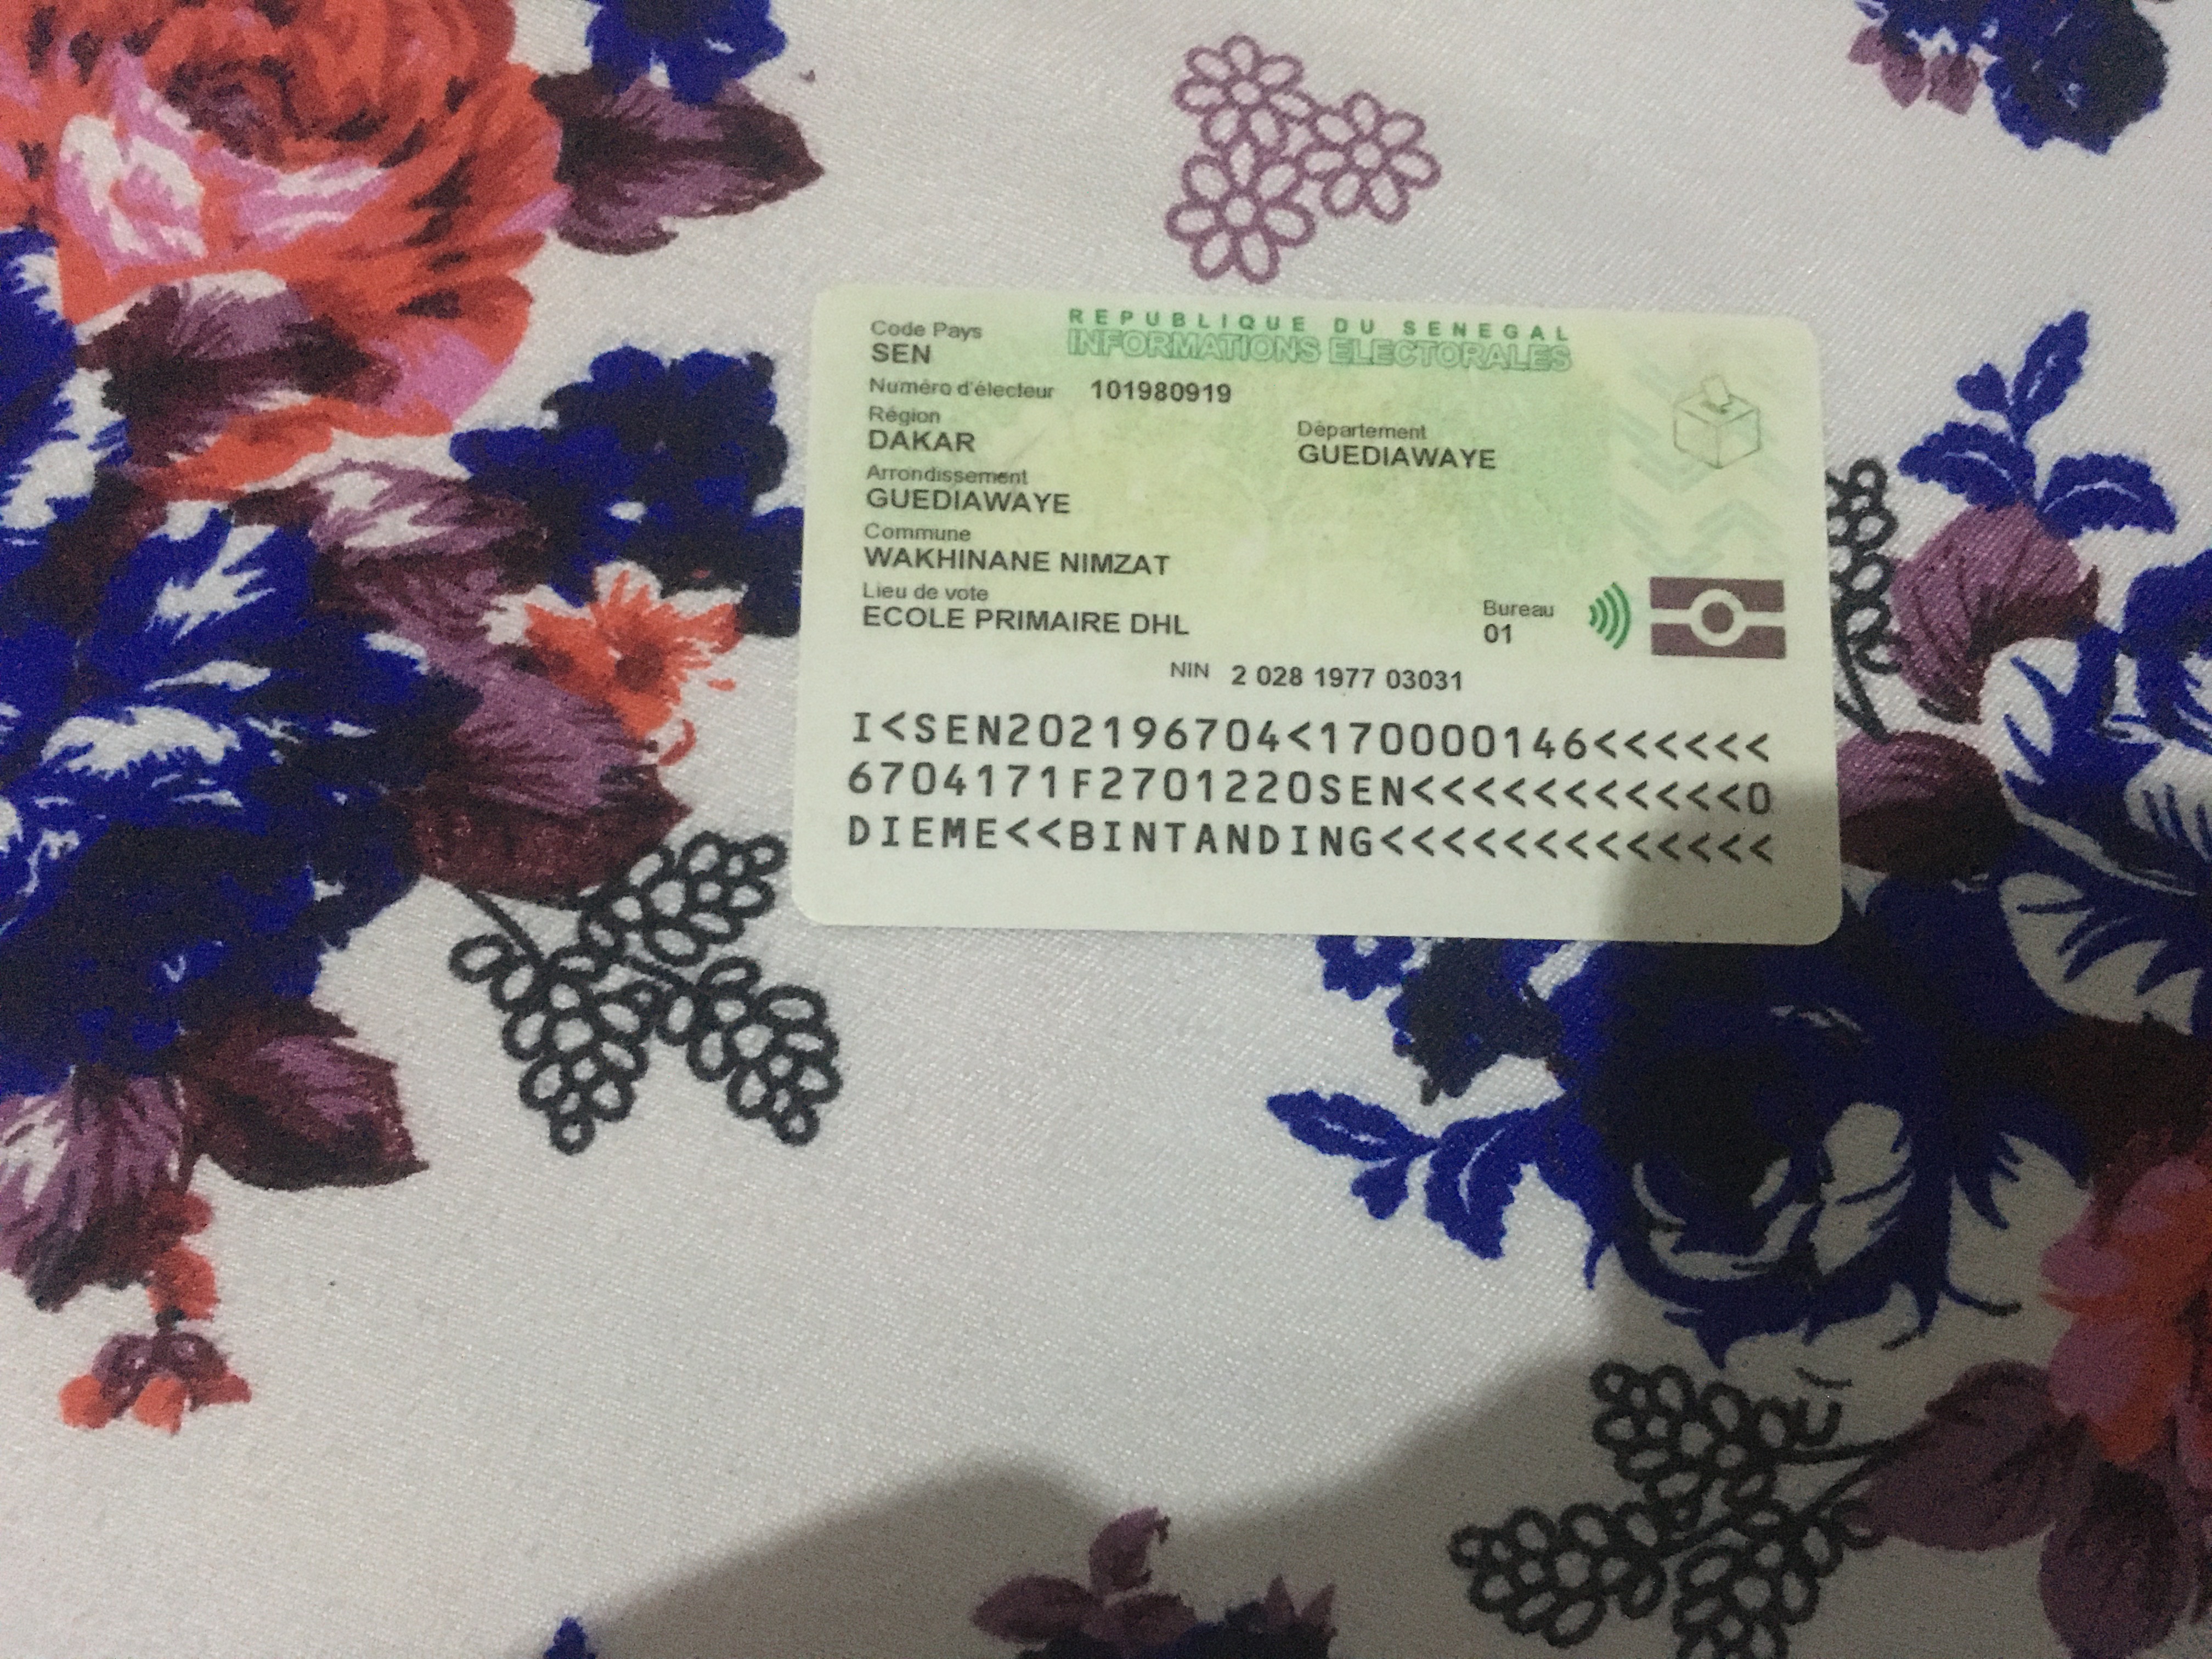 REPUBLIQUE DU SENEGAL
INFORMATIONS ELECTORALES
Code Pays
SEN
Numéro d'électeur 101980919
Région
DAKAR
Département
GUEDIAWAYE
Arrondissement
GUEDIAWAYE
Commune
WAKHINANE NIMZAT
Lieu de vote
ECOLE PRIMAIRE DHL
Bureau
01
NIN 2 028 1977 03031
I<SEN202196704<170000146<<<<<<
6704171F2701220SEN<<<<<<<<<<<0
DIEME<<BINTANDING<<<<<<<<<<<<<